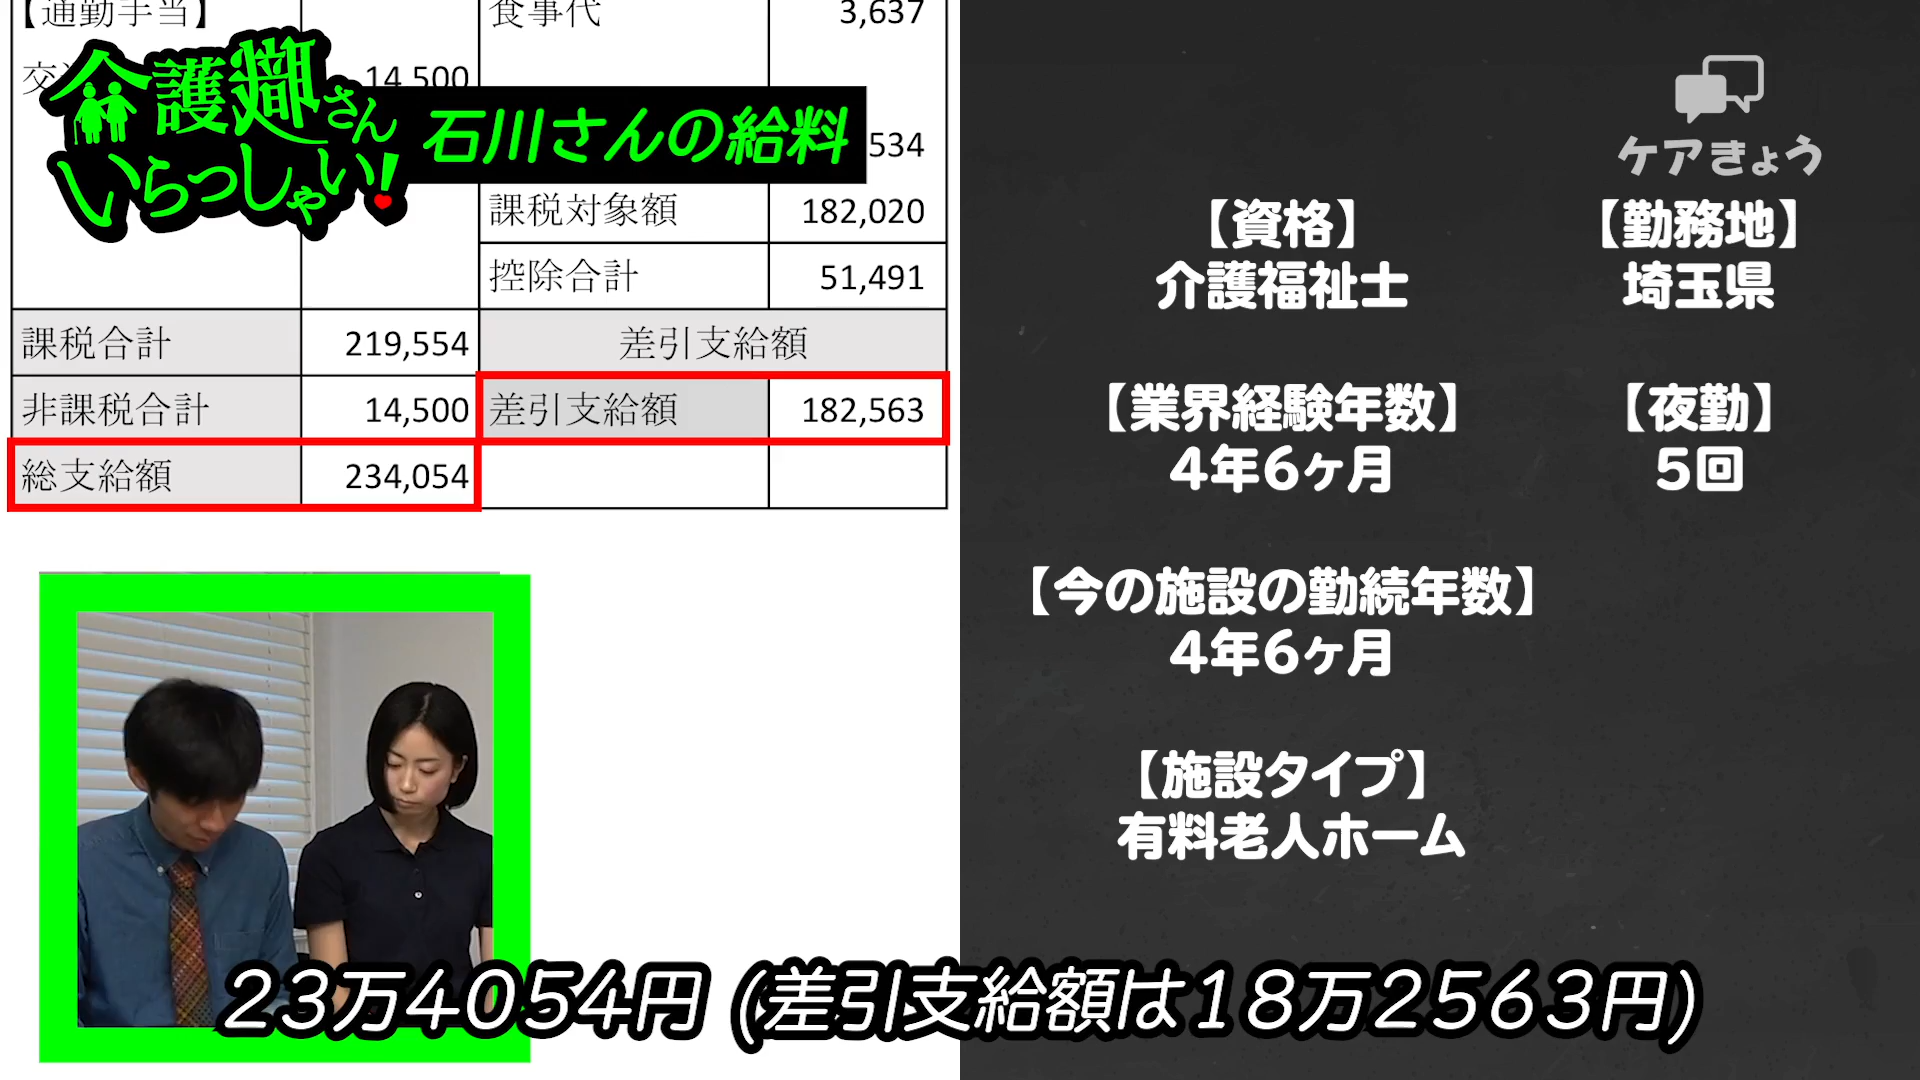 【通勤手当】
食事代 3,637
交 14,500
介護職さん
いらっしゃい!
石川さんの給料
534
課税対象額 182,020
控除合計 51,491
課税合計 219,554 差引支給額
非課税合計 14,500 差引支給額 182,563
総支給額 234,054
ケアきょう
【資格】
介護福祉士
【勤務地】
埼玉県
【業界経験年数】
4年6ヶ月
【夜勤】
5回
【今の施設の勤続年数】
4年6ヶ月
【施設タイプ】
有料老人ホーム
23万4054円 (差引支給額は18万2563円)